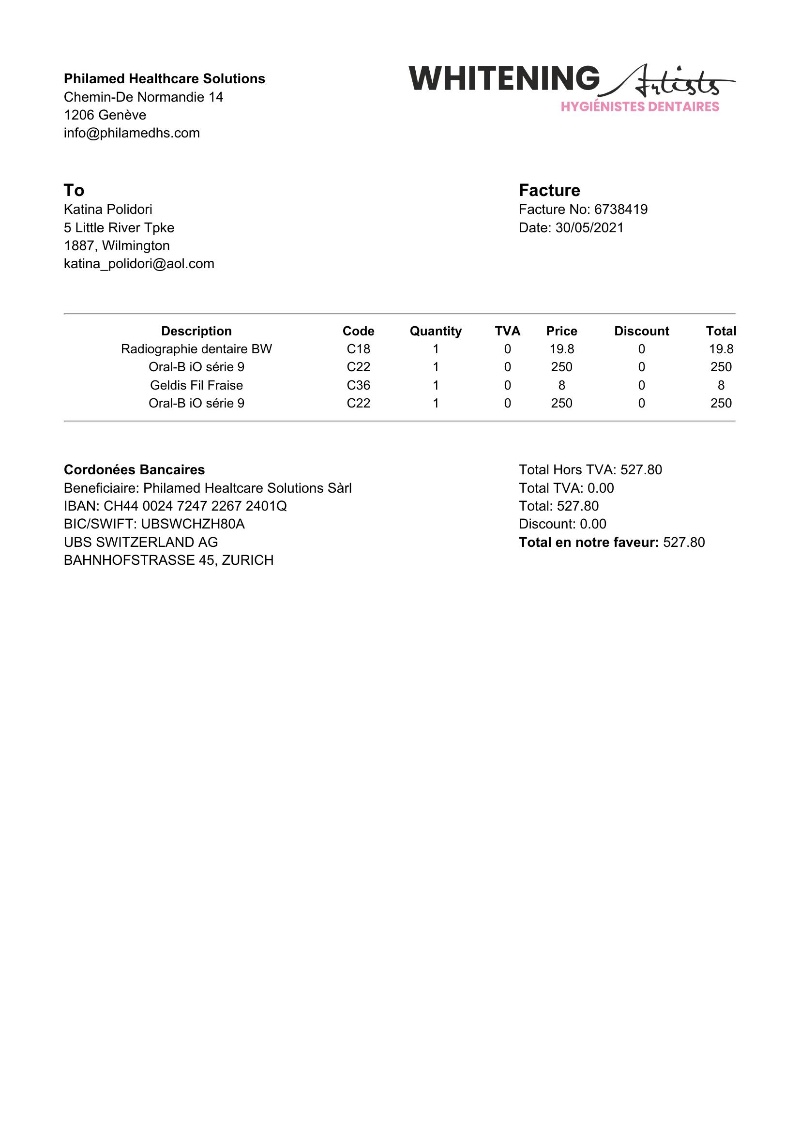 Philamed Healthcare Solutions
Chemin-De Normandie 14
1206 Genève
info@philamedhs.com
WHITENING Artists
HYGIÉNISTES DENTAIRES
To
Katina Polidori
5 Little River Tpke
1887, Wilmington
katina_polidori@aol.com
Facture
Facture No: 6738419
Date: 30/05/2021
Description Code Quantity TVA Price Discount Total
Radiographie dentaire BW C18 1 0 19.8 0 19.8
Oral-B iO série 9 C22 1 0 250 0 250
Geldis Fil Fraise C36 1 0 8 0 8
Oral-B iO série 9 C22 1 0 250 0 250
Cordonées Bancaires
Beneficiaire: Philamed Healtcare Solutions Sàrl
IBAN: CH44 0024 7247 2267 2401Q
BIC/SWIFT: UBSWCHZH80A
UBS SWITZERLAND AG
BAHNHOFSTRASSE 45, ZURICH
Total Hors TVA: 527.80
Total TVA: 0.00
Total: 527.80
Discount: 0.00
Total en notre faveur: 527.80